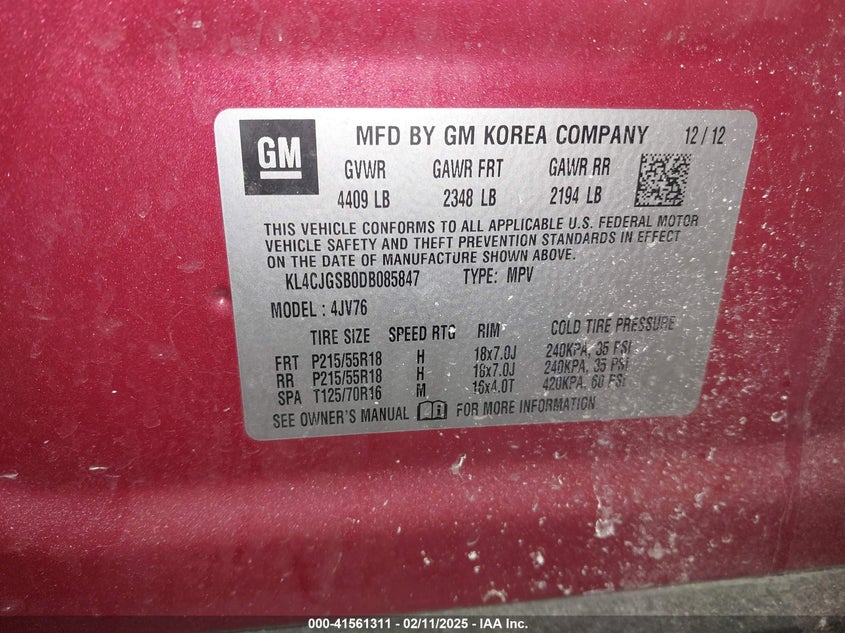 GM
MFD BY GM KOREA COMPANY 12 / 12
GVWR GAWR FRT GAWR RR
4409 LB 2348 LB 2194 LB
THIS VEHICLE CONFORMS TO ALL APPLICABLE U.S. FEDERAL MOTOR
VEHICLE SAFETY AND THEFT PREVENTION STANDARDS IN EFFECT
ON THE DATE OF MANUFACTURE SHOWN ABOVE.
KL4CJGSB0DB085847 TYPE: MPV
MODEL : 4JV76
TIRE SIZE SPEED RTG RIM COLD TIRE PRESSURE
FRT P215/55R18 H 18x7.0J 240KPA, 35 PSI
RR P215/55R18 H 18x7.0J 240KPA, 35 PSI
SPA T125/70R16 M 16x4.0T 420KPA, 60 PSI
SEE OWNER'S MANUAL FOR MORE INFORMATION
000-41561311 - 02/11/2025 - IAA Inc.